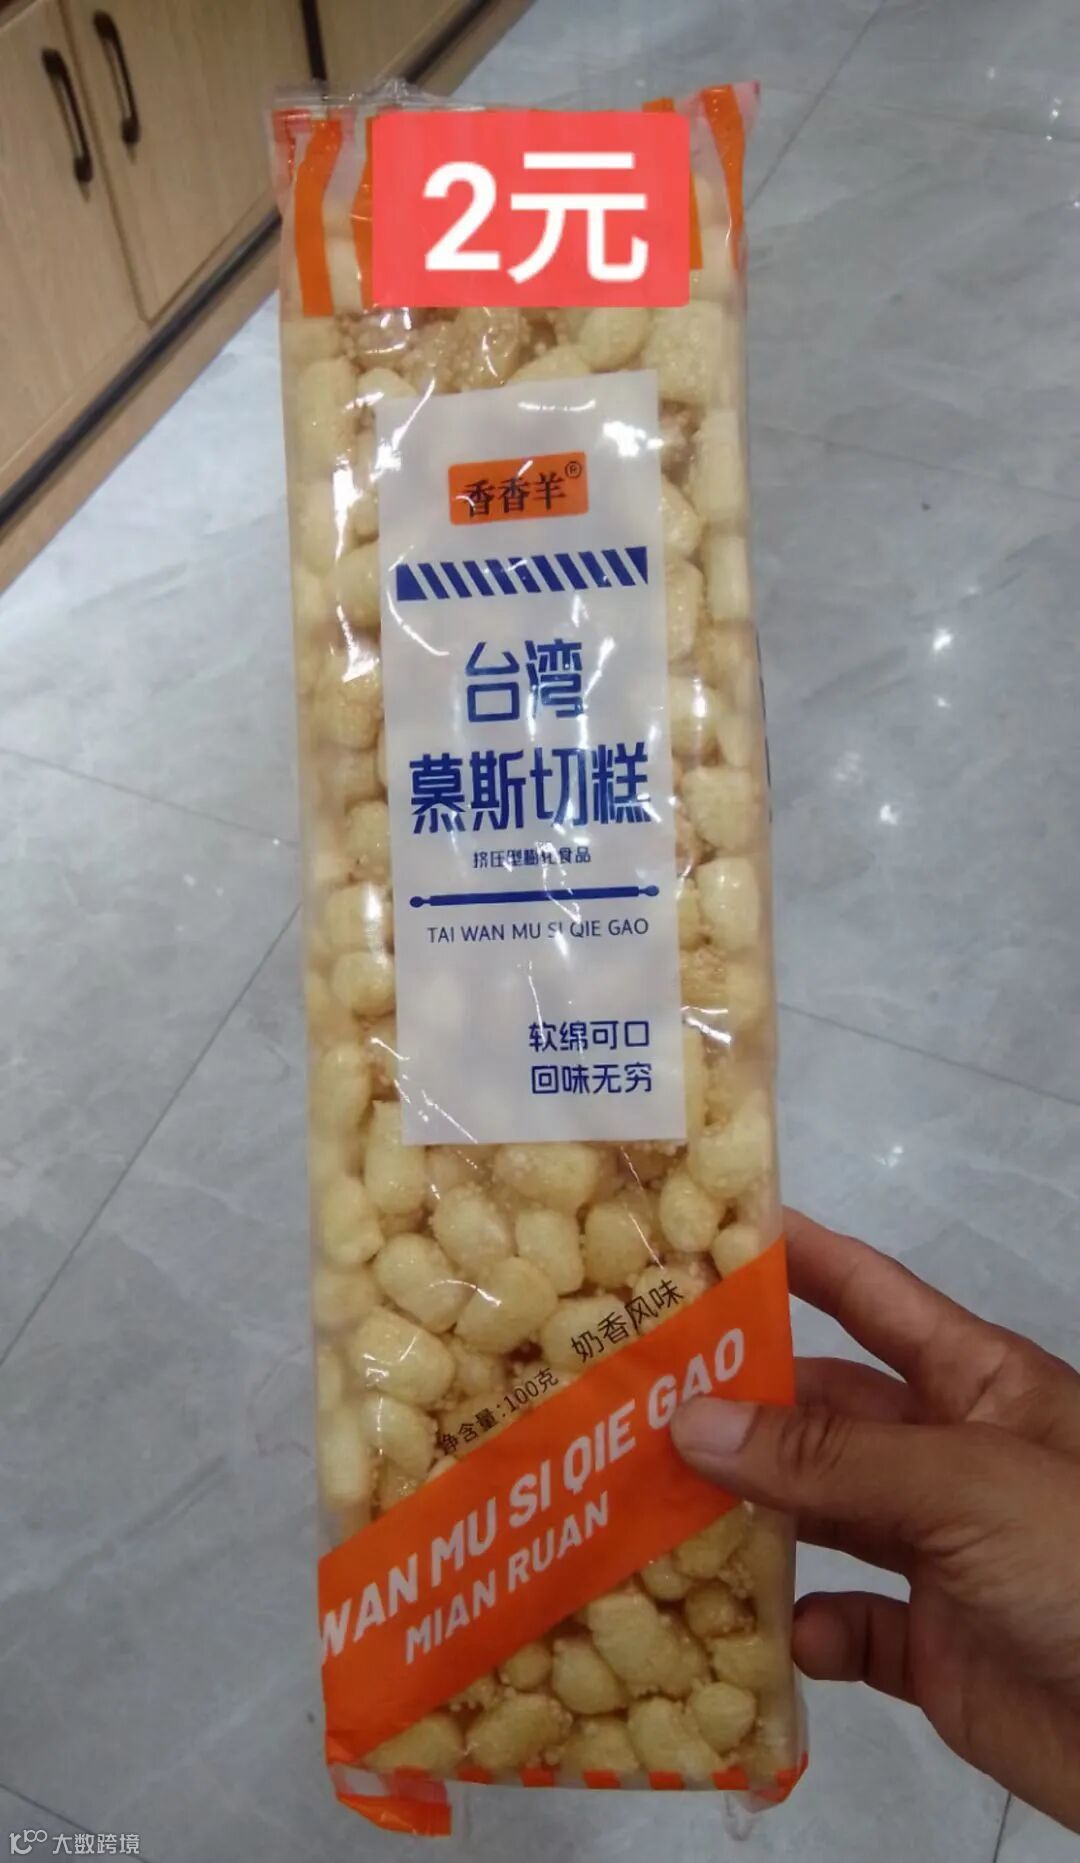 2元
香香羊®
台湾
慕斯切糕
挤压型膨化食品
TAI WAN MU SI QIE GAO
软绵可口
回味无穷
净含量:100克 奶香风味
WAN MU SI QIE GAO
MIAN RUAN
大数跨境